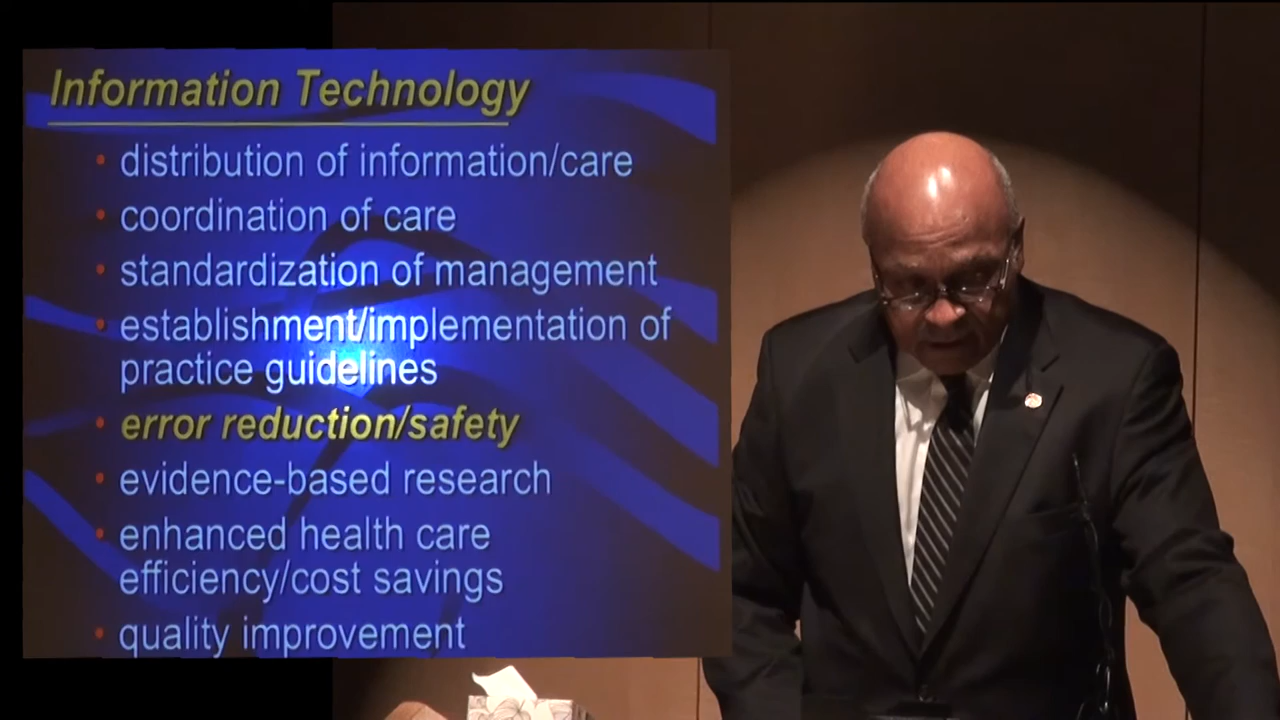 Information Technology
• distribution of information/care
• coordination of care
• standardization of management
• establishment/implementation of
practice guidelines
• error reduction/safety
• evidence-based research
• enhanced health care
efficiency/cost savings
• quality improvement